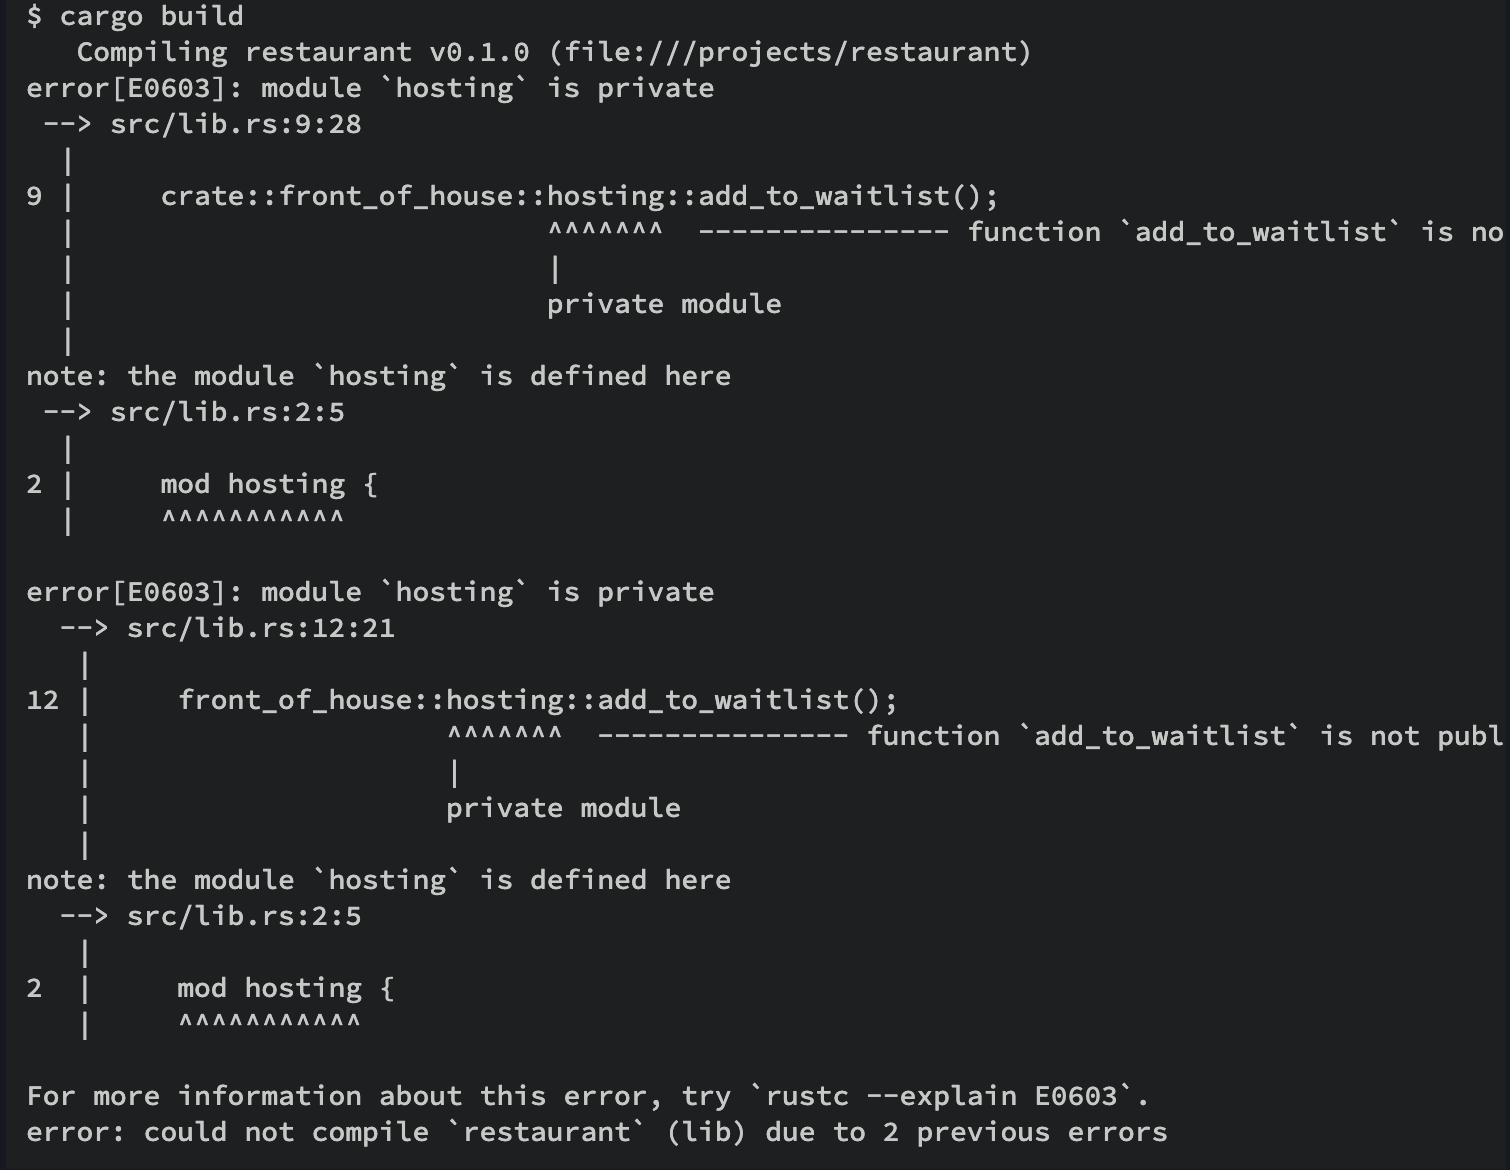 $ cargo build
   Compiling restaurant v0.1.0 (file:///projects/restaurant)
error[E0603]: module `hosting` is private
 --> src/lib.rs:9:28
  |
9 |     crate::front_of_house::hosting::add_to_waitlist();
  |                            ^^^^^^^  --------------- function `add_to_waitlist` is no
  |                            |
  |                            private module
  |
note: the module `hosting` is defined here
 --> src/lib.rs:2:5
  |
2 |     mod hosting {
  |     ^^^^^^^^^^^

error[E0603]: module `hosting` is private
  --> src/lib.rs:12:21
   |
12 |     front_of_house::hosting::add_to_waitlist();
   |                     ^^^^^^^  --------------- function `add_to_waitlist` is not publ
   |                     |
   |                     private module
   |
note: the module `hosting` is defined here
  --> src/lib.rs:2:5
   |
2  |     mod hosting {
   |     ^^^^^^^^^^^

For more information about this error, try `rustc --explain E0603`.
error: could not compile `restaurant` (lib) due to 2 previous errors